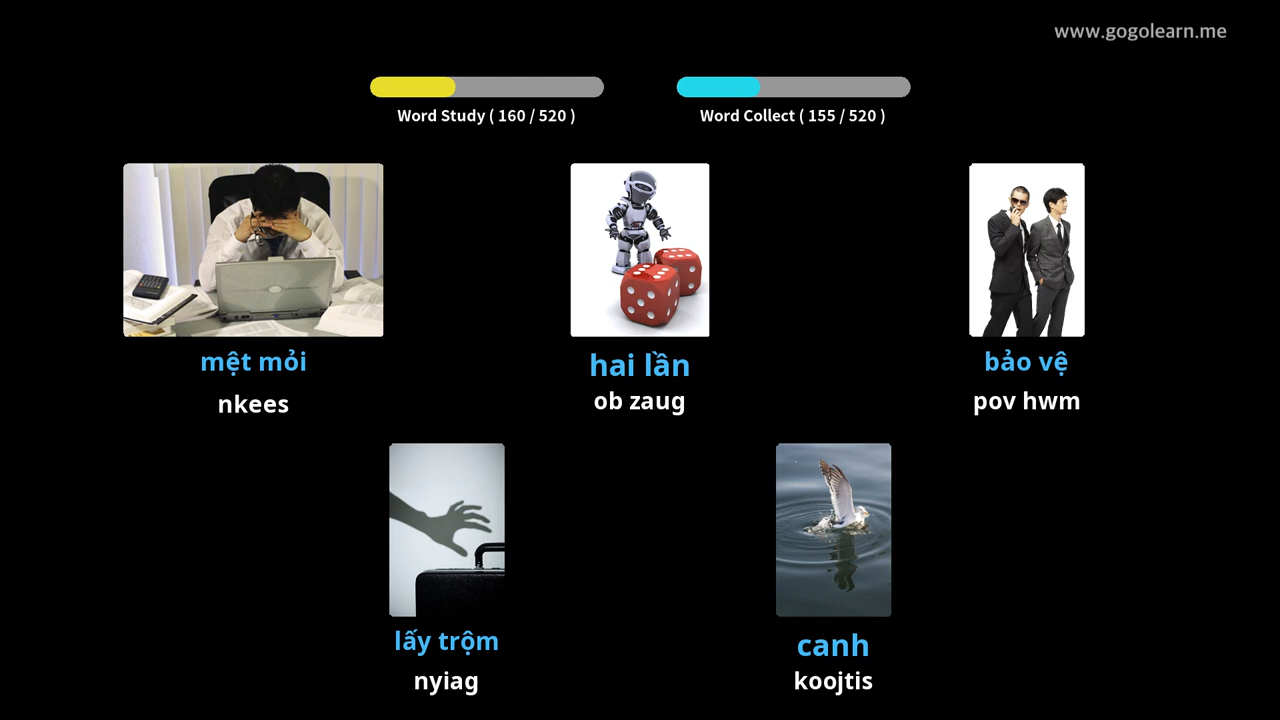 www.gogolearn.me
Word Study ( 160 / 520 )
Word Collect ( 155 / 520 )
mệt mỏi
nkees
hai lần
ob zaug
bảo vệ
pov hwm
lấy trộm
nyiag
canh
koojtis